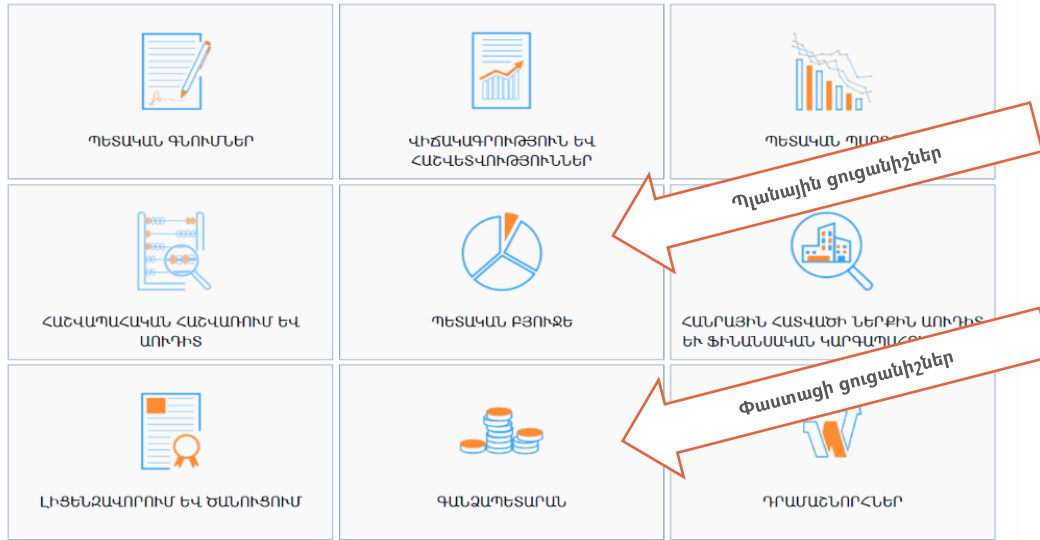 ՊԵՏԱԿԱՆ ԳՆՈՒՄՆԵՐ
ՎԻՃԱԿԱԳՐՈՒԹՅՈՒՆ ԵՎ
ՀԱՇՎԵՏՎՈՒԹՅՈՒՆՆԵՐ
ՊԵՏԱԿԱՆ
Պլանային ցուցանիշներ
ՀԱՇՎԱՊԱՀԱԿԱՆ ՀԱՇՎԱՌՈՒՄ ԵՎ
ԱՈՒԴԻՏ
ՊԵՏԱԿԱՆ ԲՅՈՒՋԵ
ՀԱՆՐԱՅԻՆ ՀԱՏՎԱԾԻ ՆԵՐՔԻՆ ԱՈՒԴԻՏ
ԵՒ ՖԻՆԱՆՍԱԿԱՆ
Փաստացի ցուցանիշներ
ԼԻՑԵՆԶԱՎՈՐՈՒՄ ԵՎ ԾԱՆՈՒՑՈՒՄ
ԳԱՆՁԱՊԵՏԱՐԱՆ
ԴՐԱՄԱՇՆՈՐՀՆԵՐ